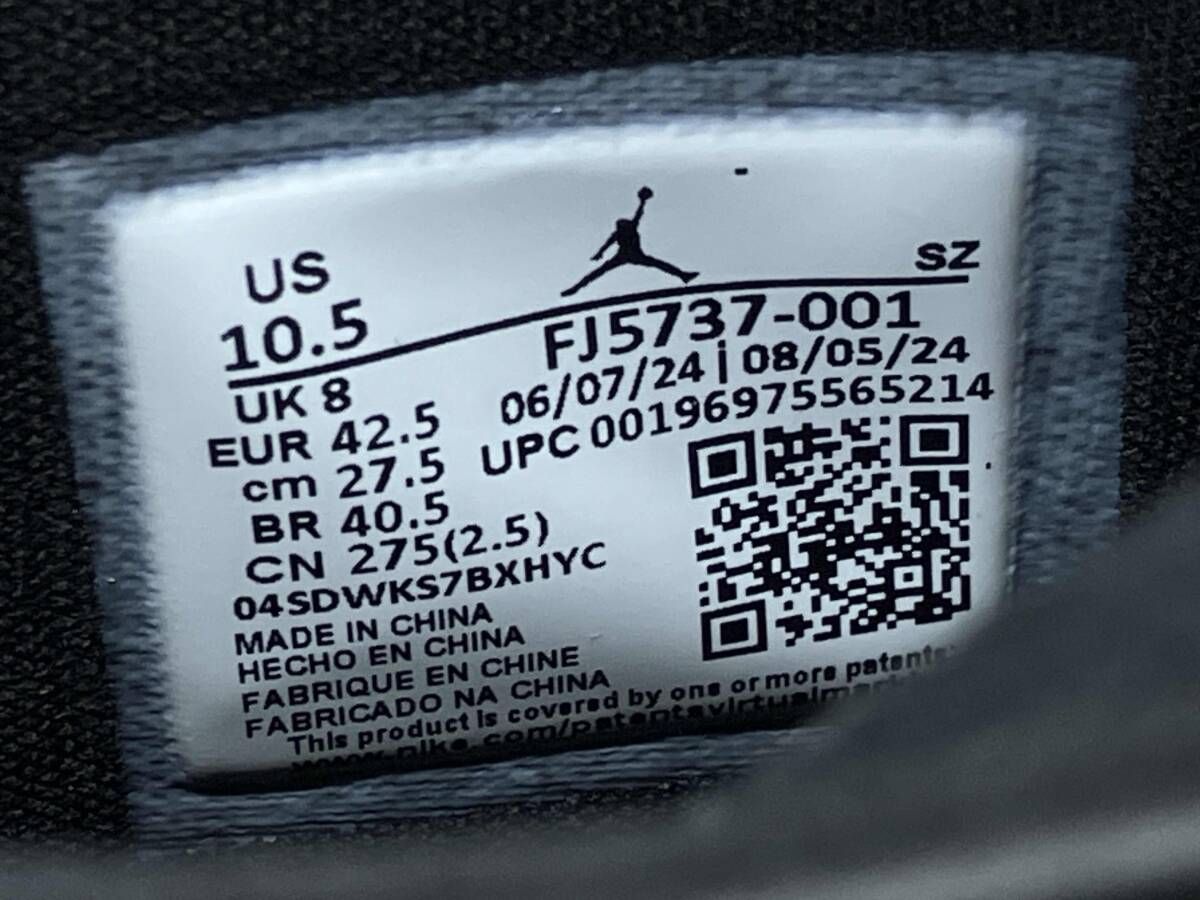 US
10.5
SZ
FJ5737-001
06/07/24 | 08/05/24
UPC 00196975565214
UK 8
EUR 42.5
cm 27.5
BR 40.5
CN 275(2.5)
04SDWKS7BXHYC
MADE IN CHINA
HECHO EN CHINA
FABRIQUE EN CHINE
FABRICADO NA CHINA
This product is covered by one or more patents